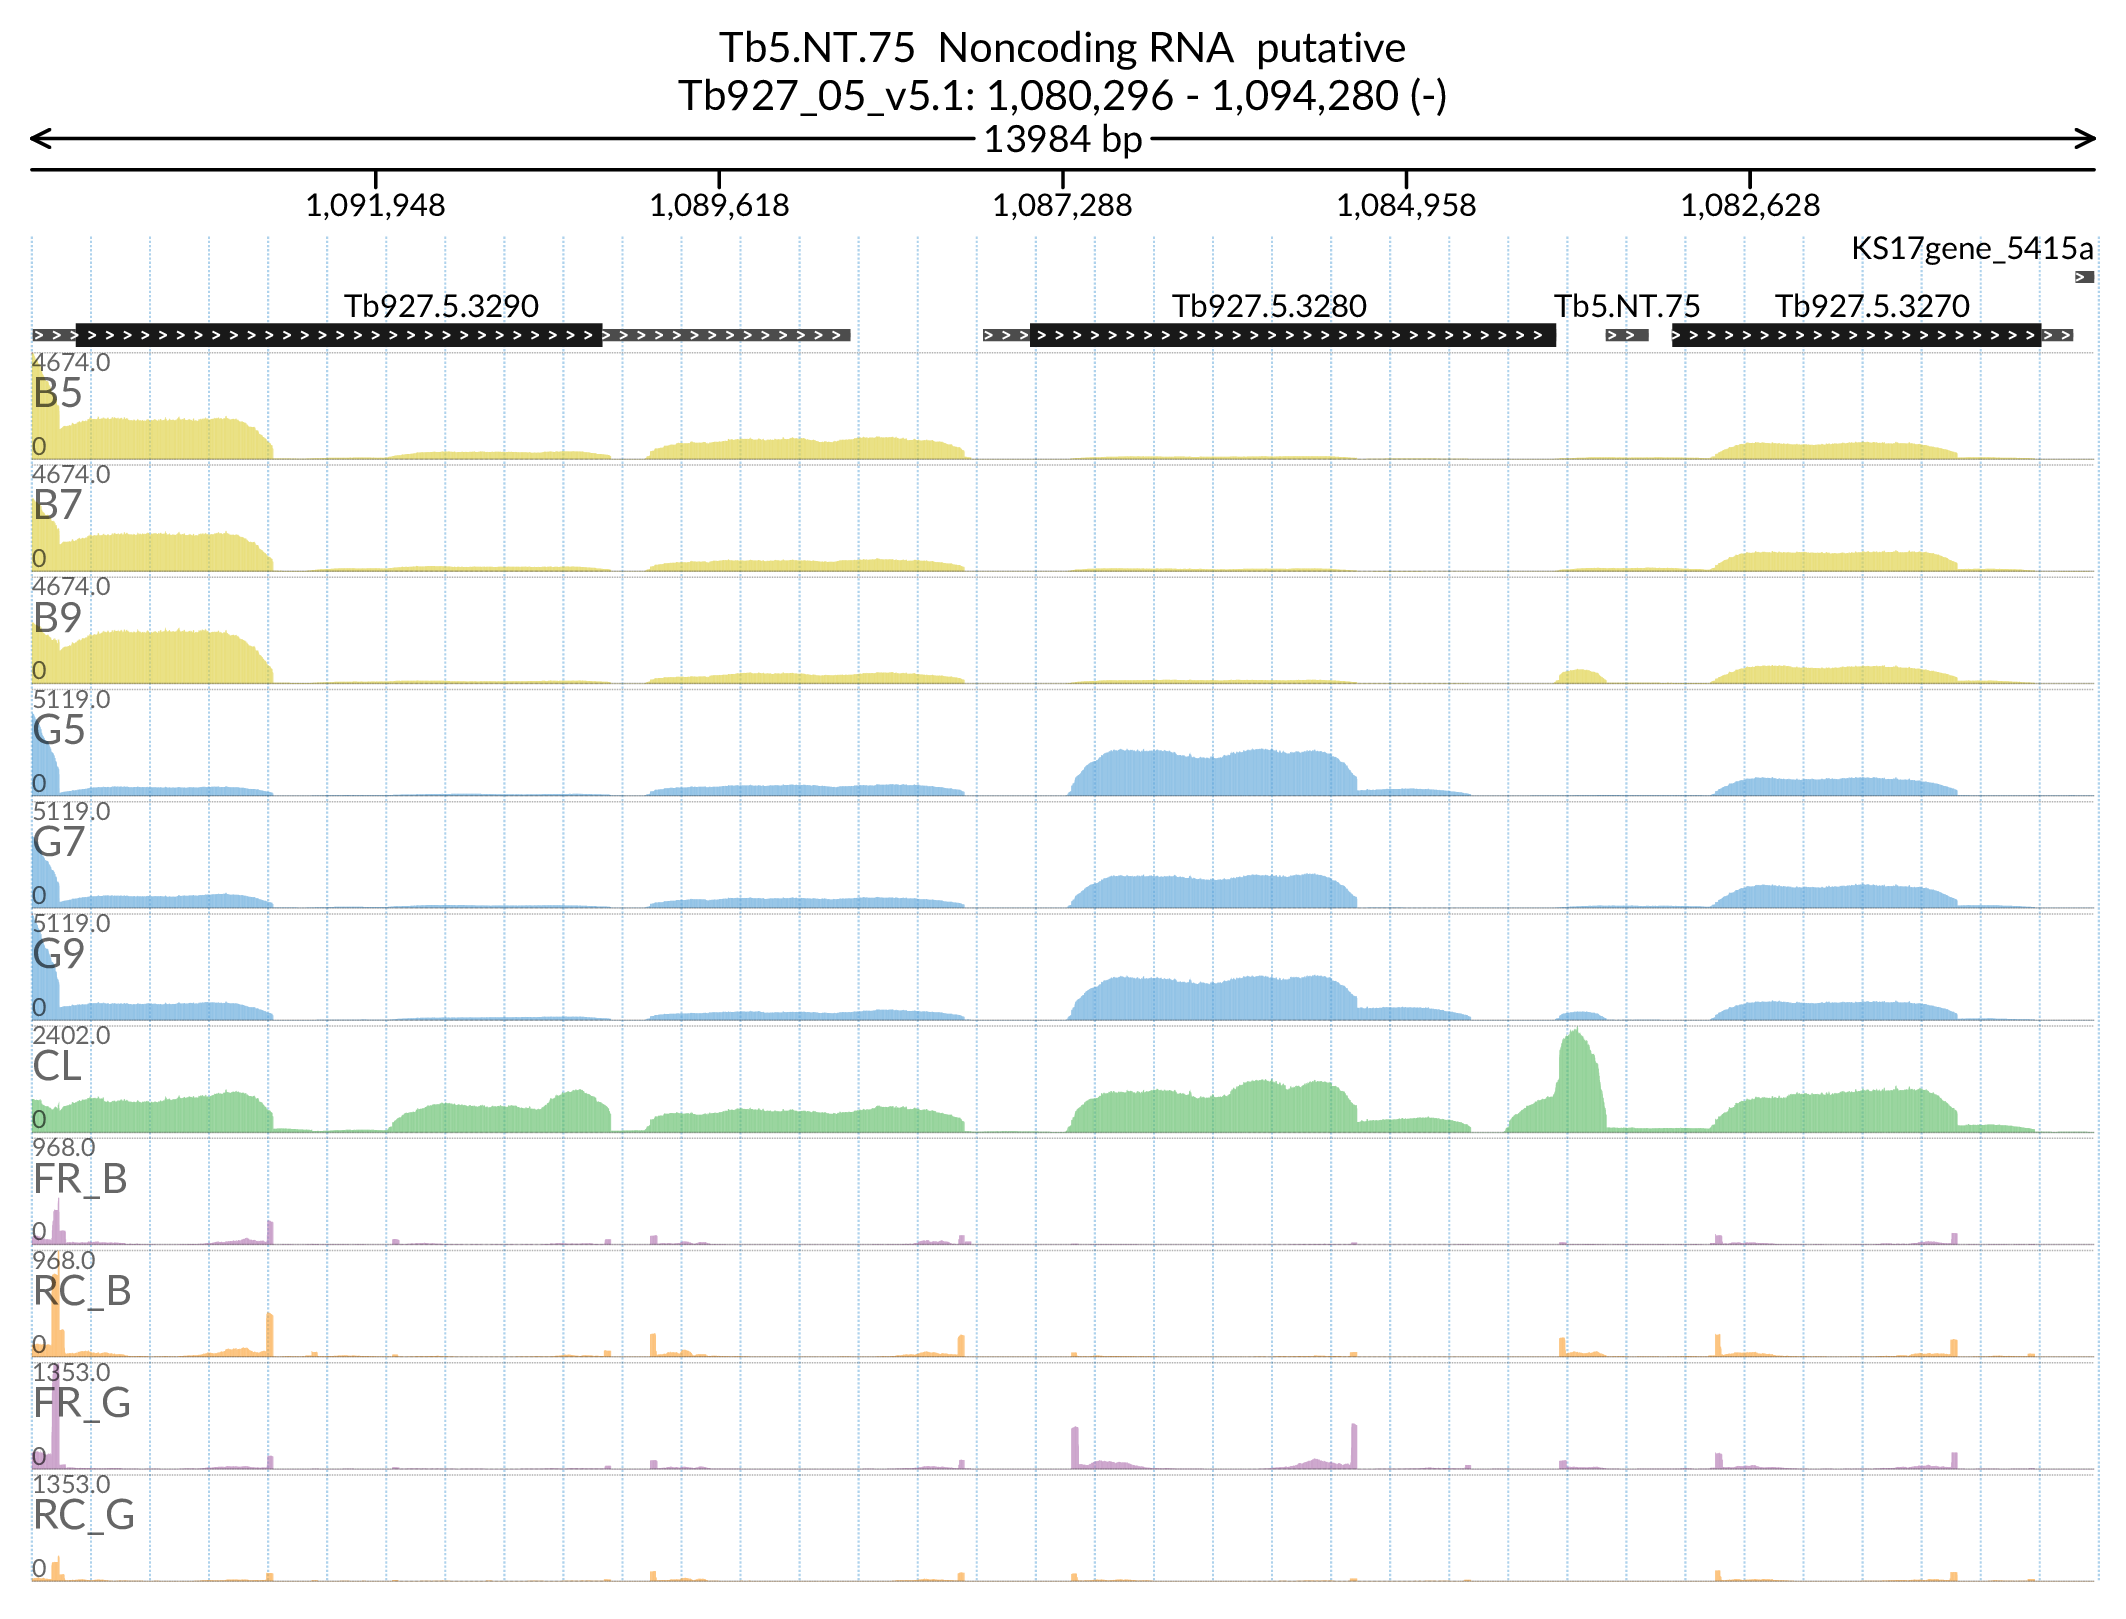 Tb5.NT.75 Noncoding RNA putative
Tb927_05_v5.1: 1,080,296 - 1,094,280 (-)
13984 bp
1,091,948 1,089,618 1,087,288 1,084,958 1,082,628
KS17gene_5415a
Tb927.5.3290 Tb927.5.3280 Tb5.NT.75 Tb927.5.3270
4674.0
B5
0
4674.0
B7
0
4674.0
B9
0
5119.0
G5
0
5119.0
G7
0
5119.0
G9
0
2402.0
CL
0
968.0
FR_B
0
968.0
RC_B
0
1353.0
FR_G
0
1353.0
RC_G
0